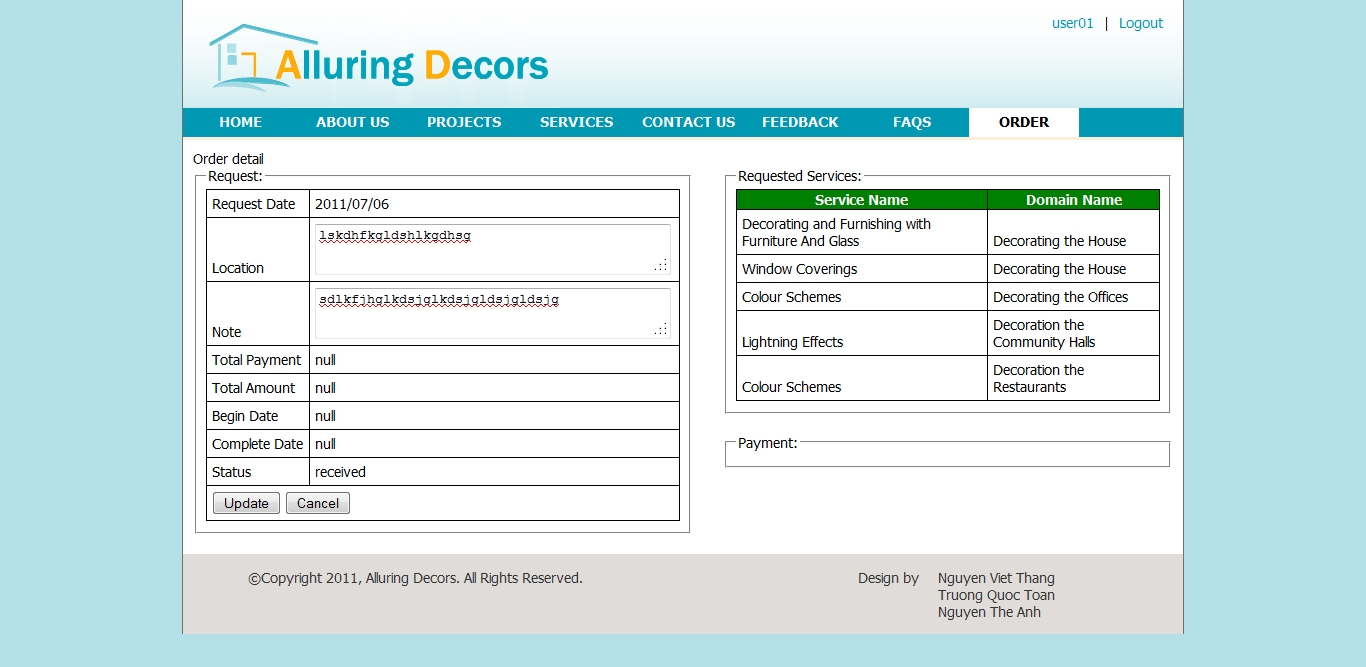 user01 | Logout
Alluring Decors
HOME ABOUT US PROJECTS SERVICES CONTACT US FEEDBACK FAQS ORDER
Order detail
Request:
Request Date 2011/07/06
Location lskdhfkgldshlkgdhsg
Note sdlkfjhglkdsjglkdsjgldsjgldsjg
Total Payment null
Total Amount null
Begin Date null
Complete Date null
Status received
Update Cancel
Requested Services:
Service Name Domain Name
Decorating and Furnishing with
Furniture And Glass Decorating the House
Window Coverings Decorating the House
Colour Schemes Decorating the Offices
Decoration the
Lightning Effects Community Halls
Decoration the
Colour Schemes Restaurants
Payment:
©Copyright 2011, Alluring Decors. All Rights Reserved.
Design by Nguyen Viet Thang
Truong Quoc Toan
Nguyen The Anh